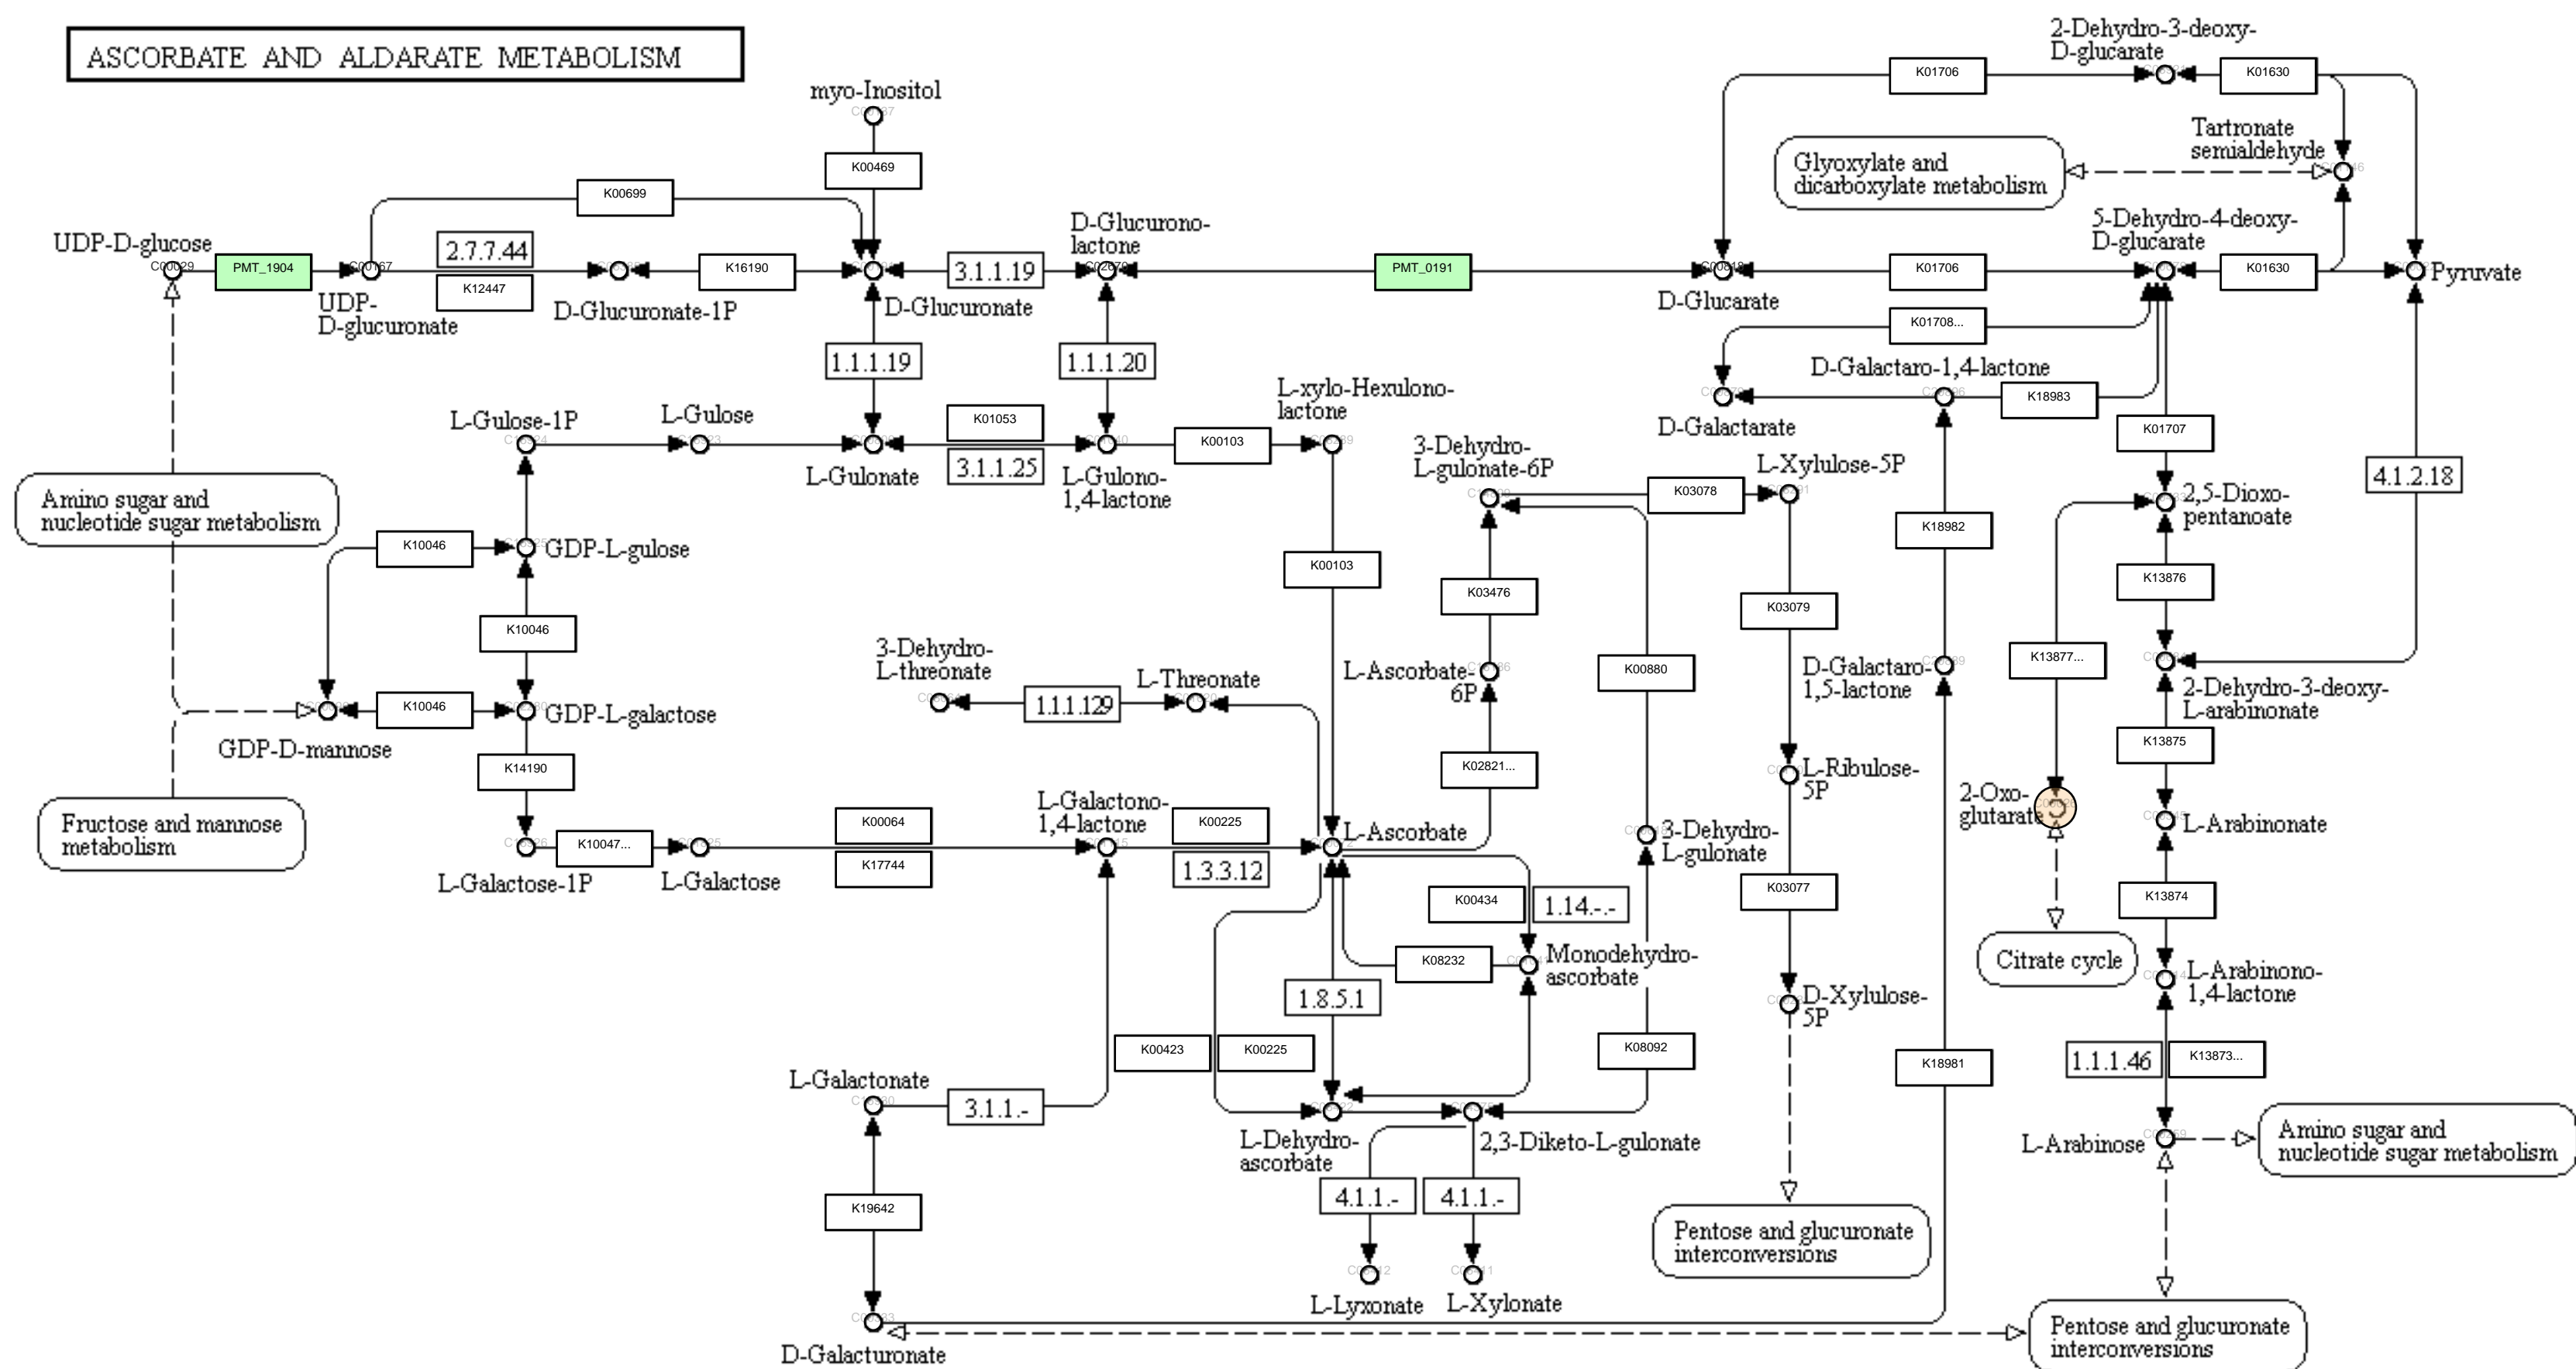 ASCORBATE AND ALDARATE METABOLISM
2-Dehydro-3-deoxy-
D-glucarate
K01706
K01630
myo-Inositol
K00469
Tartronate
semialdehyde
Glyoxylate and
dicarboxylate metabolism
K00699
UDP-D-glucose
C00029
PMT_1904
UDP-
D-glucuronate
2.7.7.44
K12447
D-Glucuronate-1P
K16190
D-Glucuronate
3.1.1.19
D-Glucurono-
lactone
PMT_0191
D-Glucarate
K01706
5-Dehydro-4-deoxy-
D-glucarate
K01630
Pyruvate
K01708...
D-Galactaro-1,4-lactone
K18983
D-Galactarate
1.1.1.19
1.1.1.20
L-Gulose-1P
L-Gulose
L-Gulonate
K01053
3.1.1.25
L-Gulono-
1,4-lactone
K00103
L-xylo-Hexulono-
lactone
3-Dehydro-
L-gulonate-6P
K03078
L-Xylulose-5P
K01707
4.1.2.18
2,5-Dioxo-
pentanoate
Amino sugar and
nucleotide sugar metabolism
K10046
GDP-L-gulose
K00103
K18982
K03476
K03079
K13876
K10046
K13877...
3-Dehydro-
L-threonate
1.1.1.129
L-Threonate
L-Ascorbate-
6P
K00880
D-Galactaro-
1,5-lactone
2-Dehydro-3-deoxy-
L-arabinonate
K10046
GDP-L-galactose
GDP-D-mannose
K14190
K02821...
L-Ribulose-
5P
K13875
2-Oxo-
glutarate
L-Arabinonate
Fructose and mannose
metabolism
K10047...
L-Galactose-1P
L-Galactose
K00064
K17744
L-Galactono-
1,4-lactone
K00225
1.3.3.12
L-Ascorbate
3-Dehydro-
L-gulonate
K00434
1.14.-.-
K03077
K13874
K08232
Monodehydro-
ascorbate
Citrate cycle
L-Arabinono-
1,4-lactone
1.8.5.1
D-Xylulose-
5P
K00423
K00225
K08092
K18981
1.1.1.46
K13873...
L-Galactonate
3.1.1.-
L-Dehydro-
ascorbate
2,3-Diketo-L-gulonate
L-Arabinose
Amino sugar and
nucleotide sugar metabolism
K19642
4.1.1.-
4.1.1.-
Pentose and glucuronate
interconversions
L-Lyxonate
L-Xylonate
D-Galacturonate
Pentose and glucuronate
interconversions